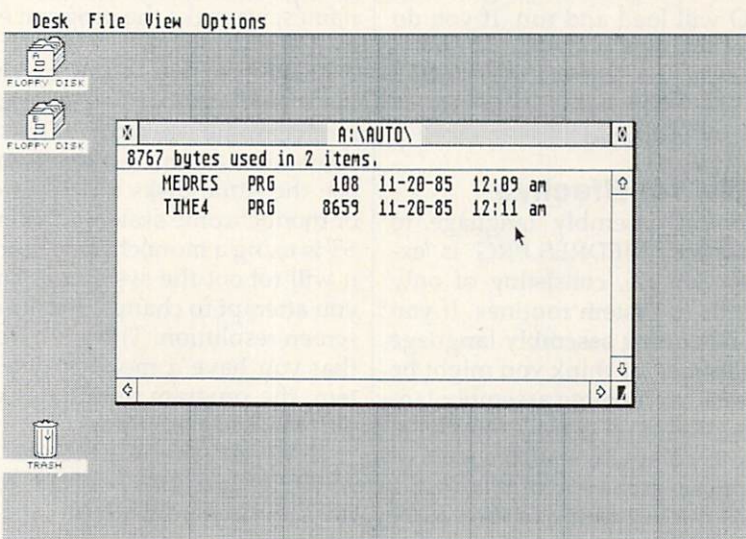 Desk File View Options
A
FLOPPY DISK
B
FLOPPY DISK
A:\AUTO\
8767 bytes used in 2 items.
MEDRES PRG 108 11-20-85 12:09 am
TIME4 PRG 8659 11-20-85 12:11 am
TRASH